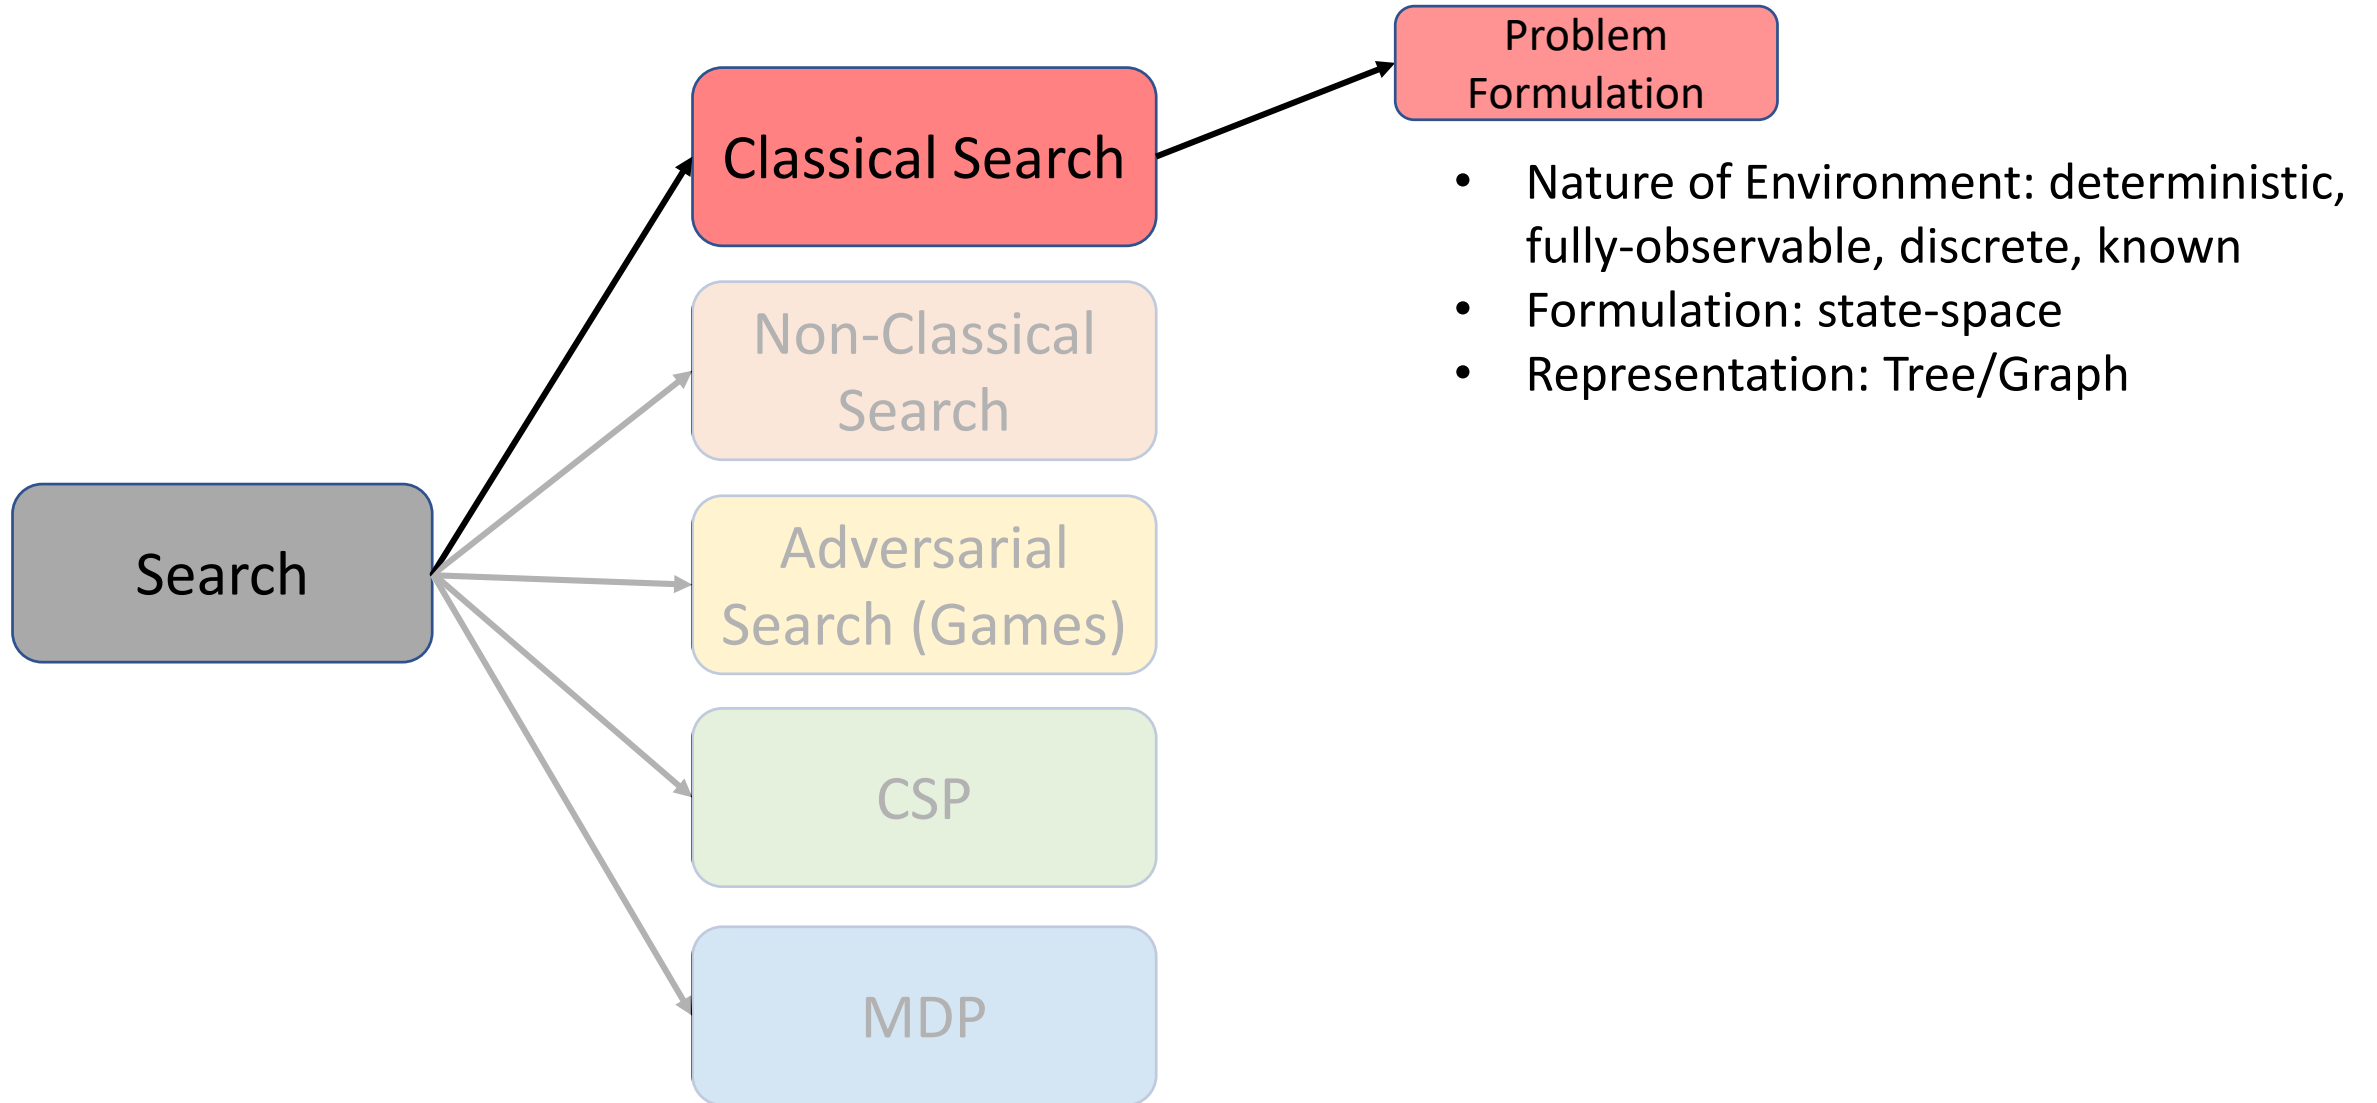 Problem
Formulation
Classical Search
• Nature of Environment: deterministic,
fully-observable, discrete, known
• Formulation: state-space
• Representation: Tree/Graph
Non-Classical
Search
Search
Adversarial
Search (Games)
CSP
MDP